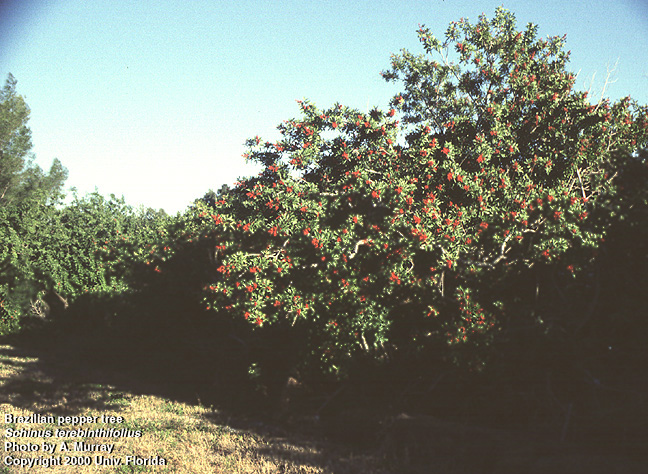 Brazilian pepper tree
Schinus terebinthifolius
Photo by A. Murray
Copyright 2000 Univ. Florida